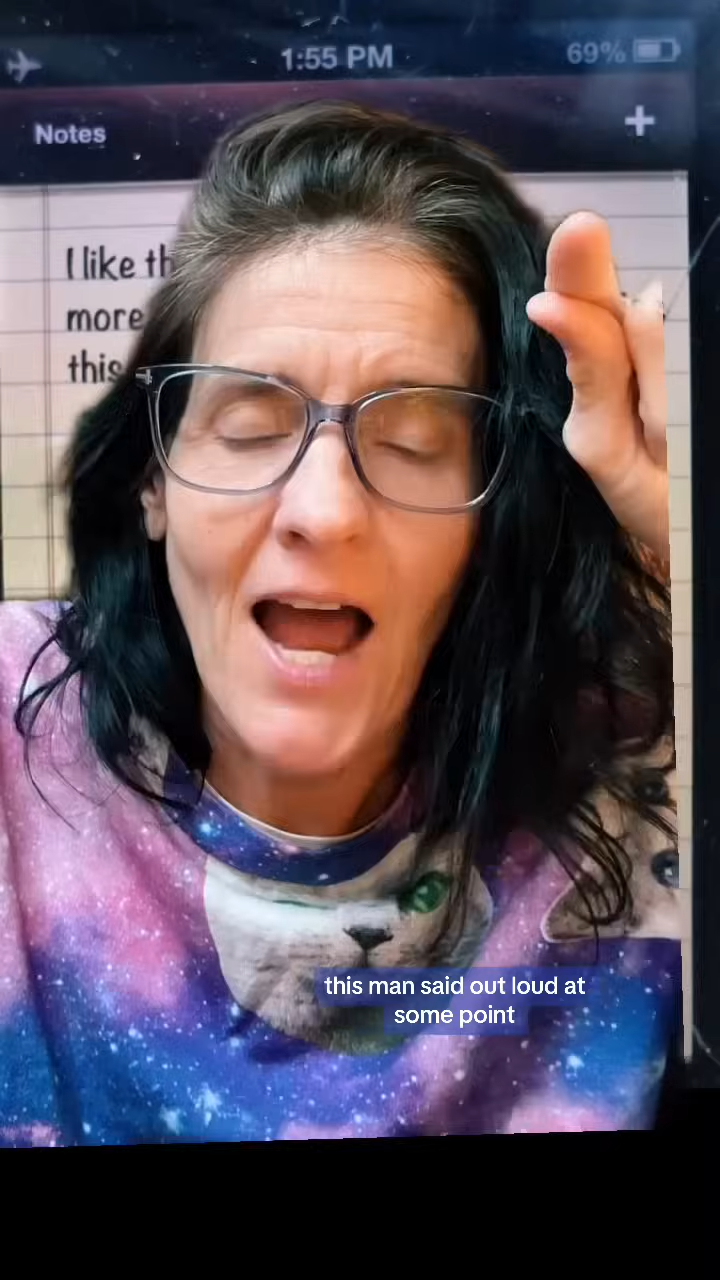 1:55 PM
69%
Notes
+
I like th
more
this
this man said out loud at
some point